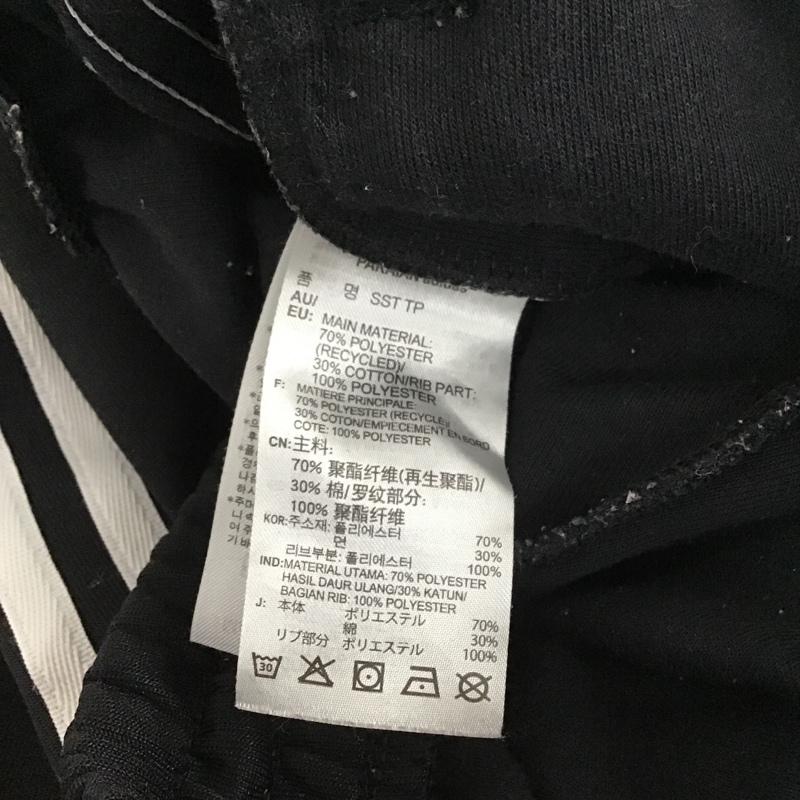 품 명 SST TP
AU/
EU: MAIN MATERIAL:
70% POLYESTER
(RECYCLED)/
30% COTTON/RIB PART:
100% POLYESTER
F: MATIERE PRINCIPALE:
70% POLYESTER (RECYCLE)/
30% COTON/EMPIECEMENT EN BORD
COTE: 100% POLYESTER
CN:主料:
70% 聚酯纤维(再生聚酯)/
30% 棉/罗纹部分:
100% 聚酯纤维
KOR:주소재: 폴리에스터 70%
면 30%
리브부분: 폴리에스터 100%
IND:MATERIAL UTAMA: 70% POLYESTER
HASIL DAUR ULANG/30% KATUN/
BAGIAN RIB: 100% POLYESTER
J: 本体 ポリエステル 70%
綿 30%
リブ部分 ポリエステル 100%
30